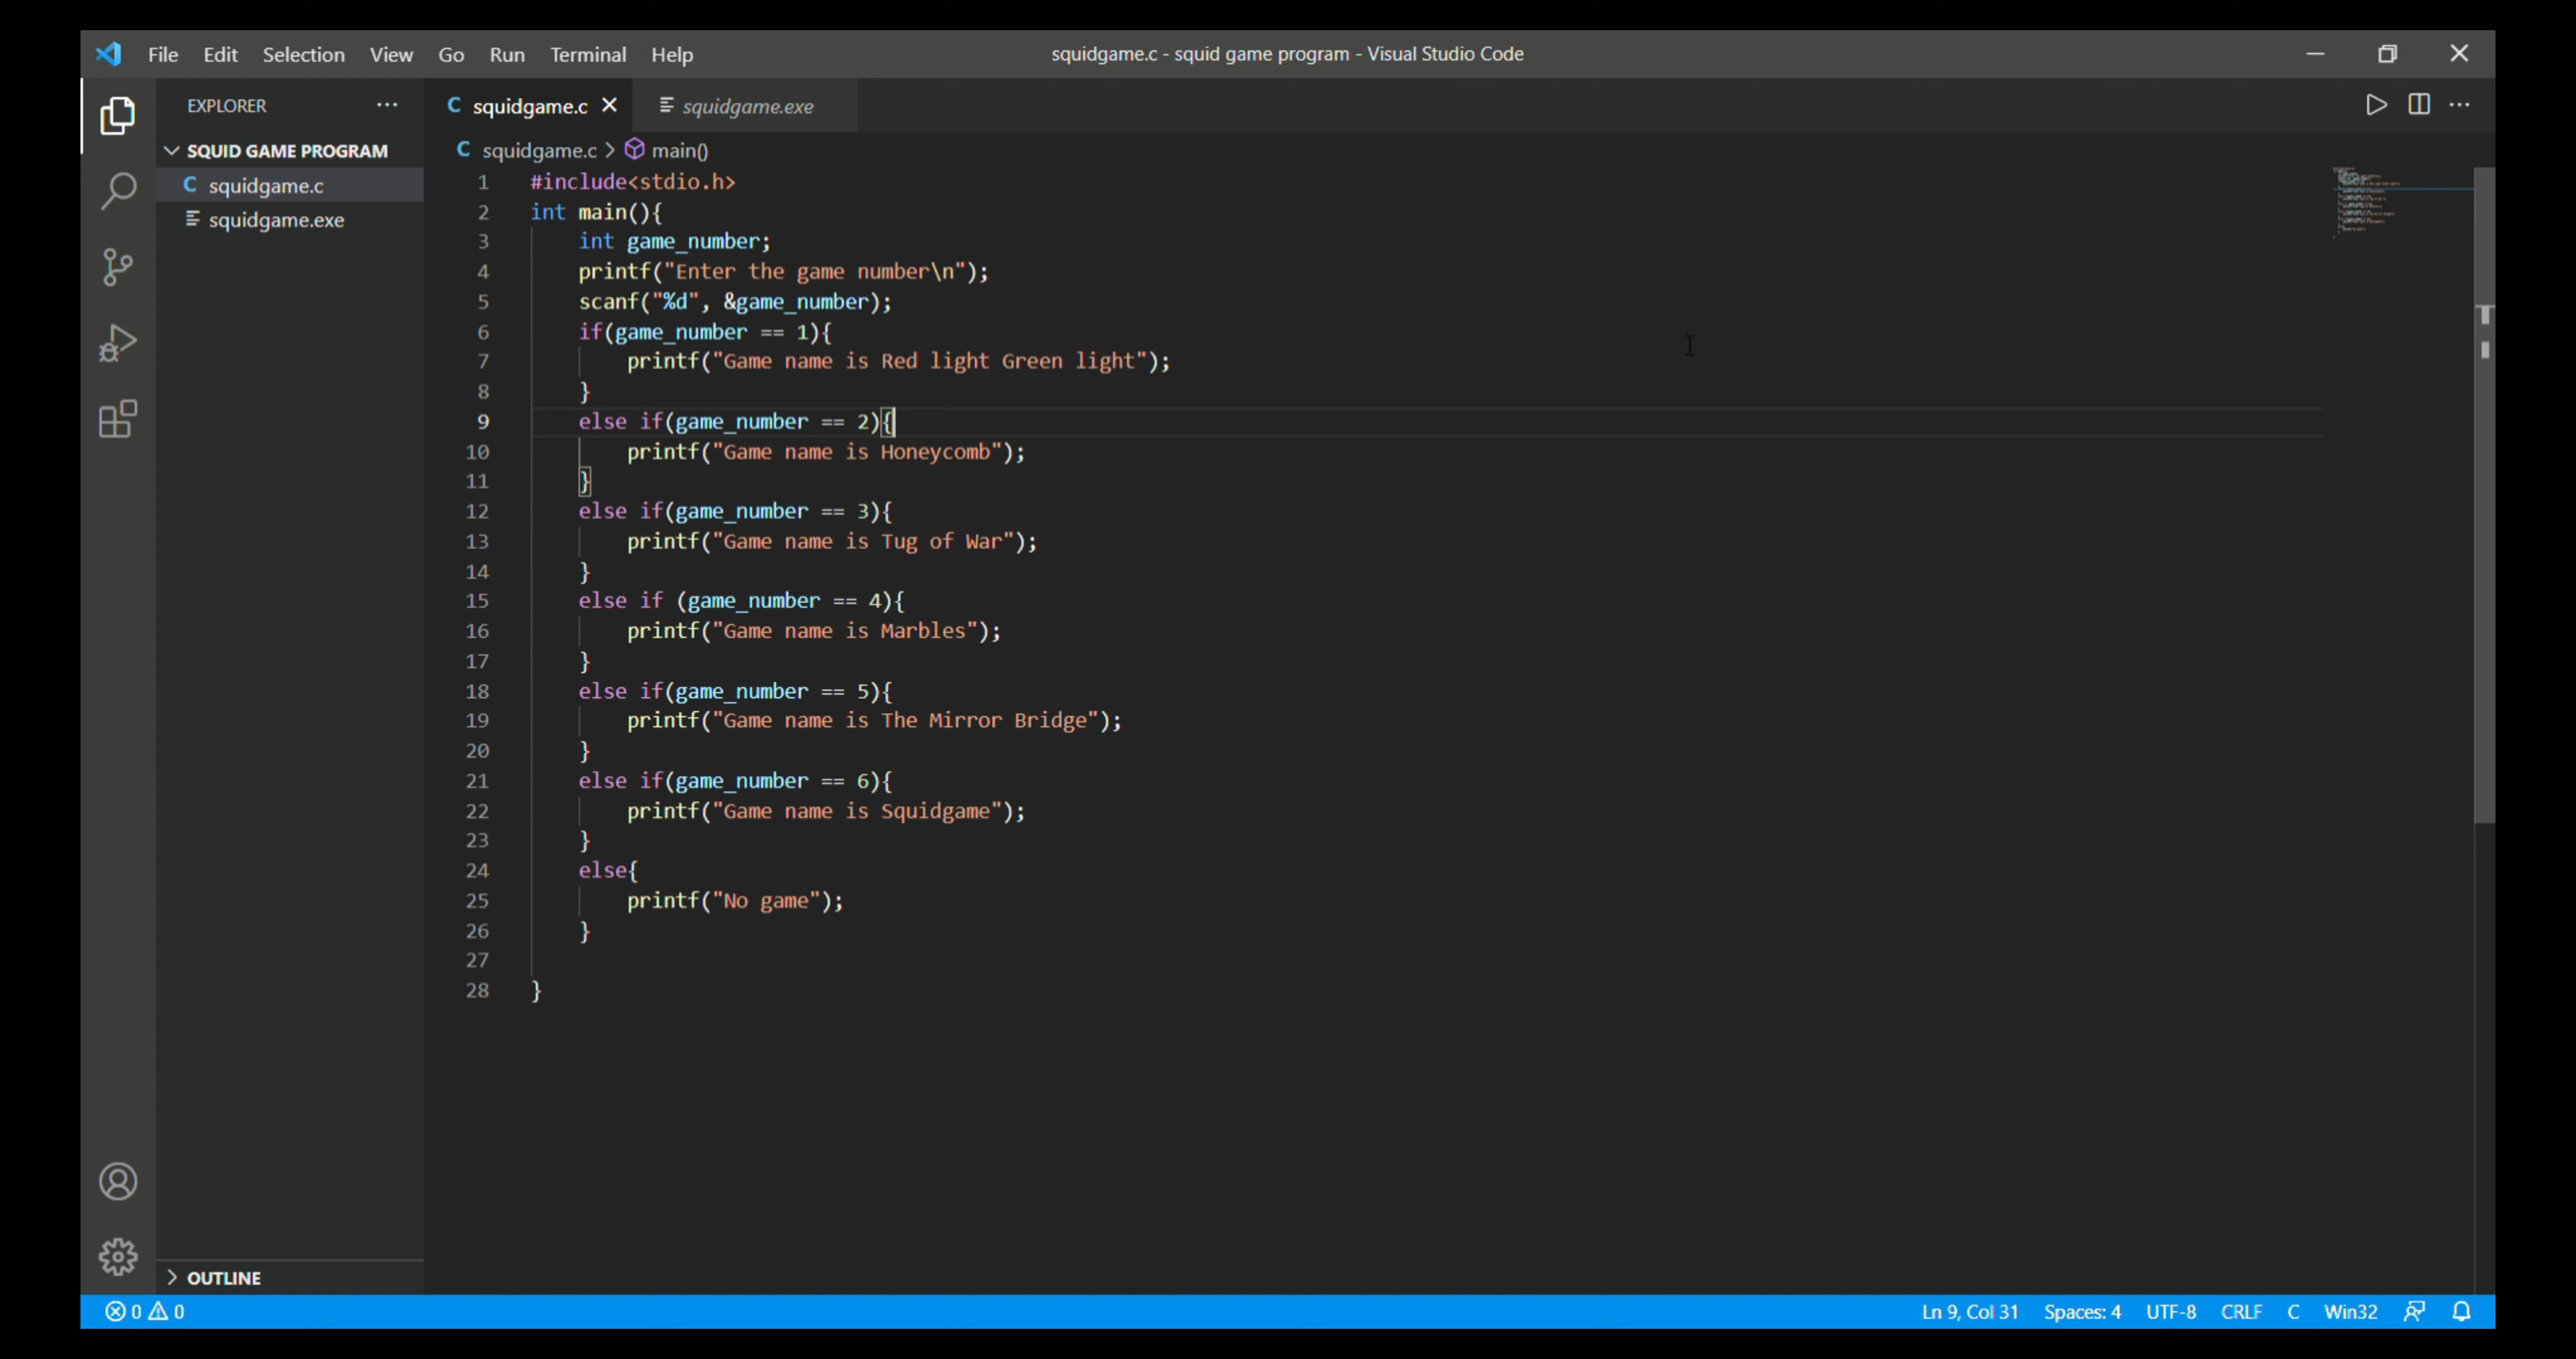 File Edit Selection View Go Run Terminal Help squidgame.c - squid game program - Visual Studio Code
EXPLORER
SQUID GAME PROGRAM
squidgame.c
squidgame.exe
OUTLINE
C squidgame.c squidgame.exe
C squidgame.c > main()
1 #include<stdio.h>
2 int main(){
3 int game_number;
4 printf("Enter the game number\n");
5 scanf("%d", &game_number);
6 if(game_number == 1){
7 printf("Game name is Red light Green light");
8 }
9 else if(game_number == 2){
10 printf("Game name is Honeycomb");
11 }
12 else if(game_number == 3){
13 printf("Game name is Tug of War");
14 }
15 else if (game_number == 4){
16 printf("Game name is Marbles");
17 }
18 else if(game_number == 5){
19 printf("Game name is The Mirror Bridge");
20 }
21 else if(game_number == 6){
22 printf("Game name is Squidgame");
23 }
24 else{
25 printf("No game");
26 }
27
28 }
0 0 Ln 9, Col 31 Spaces: 4 UTF-8 CRLF C Win32